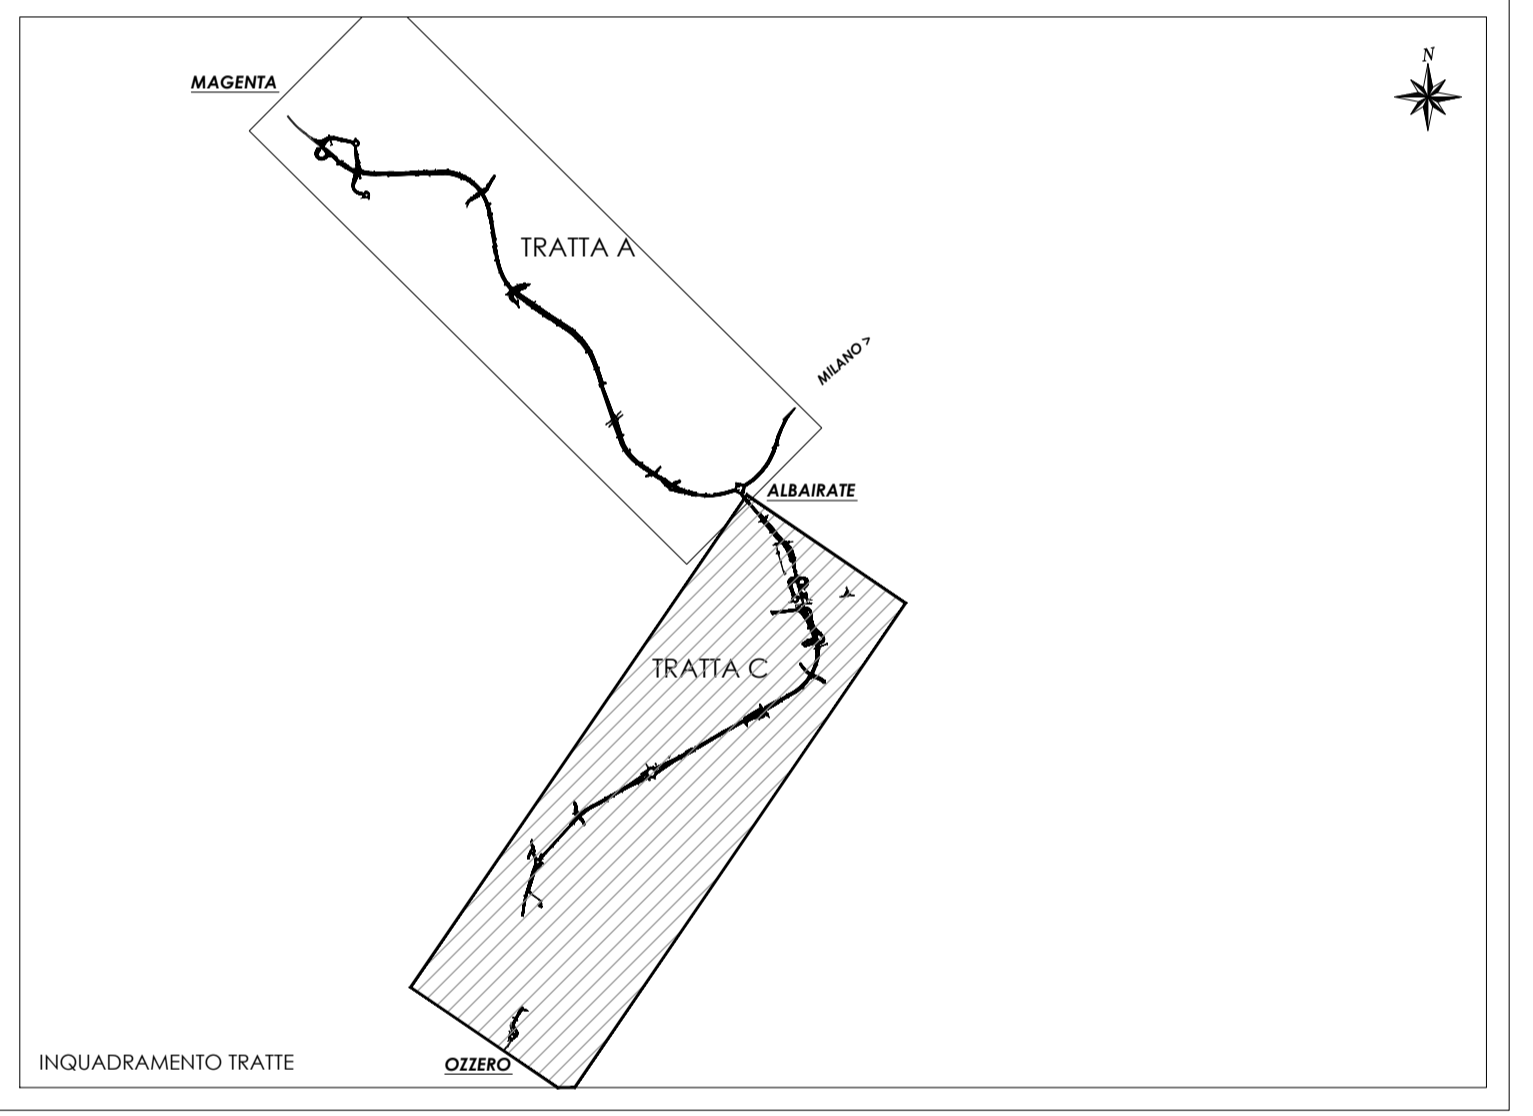 N
MAGENTA
TRATTA A
MILANO >
ALBAIRATE
TRATTA C
OZZERO
INQUADRAMENTO TRATTE